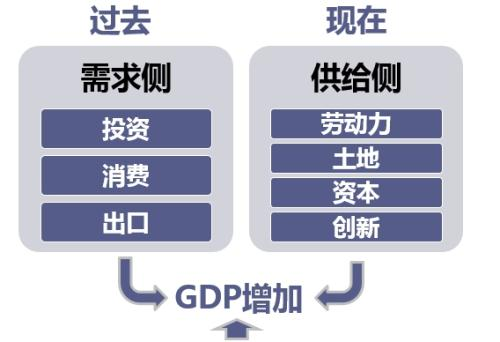 过去
现在
需求侧
投资
消费
出口
供给侧
劳动力
土地
资本
创新
GDP增加